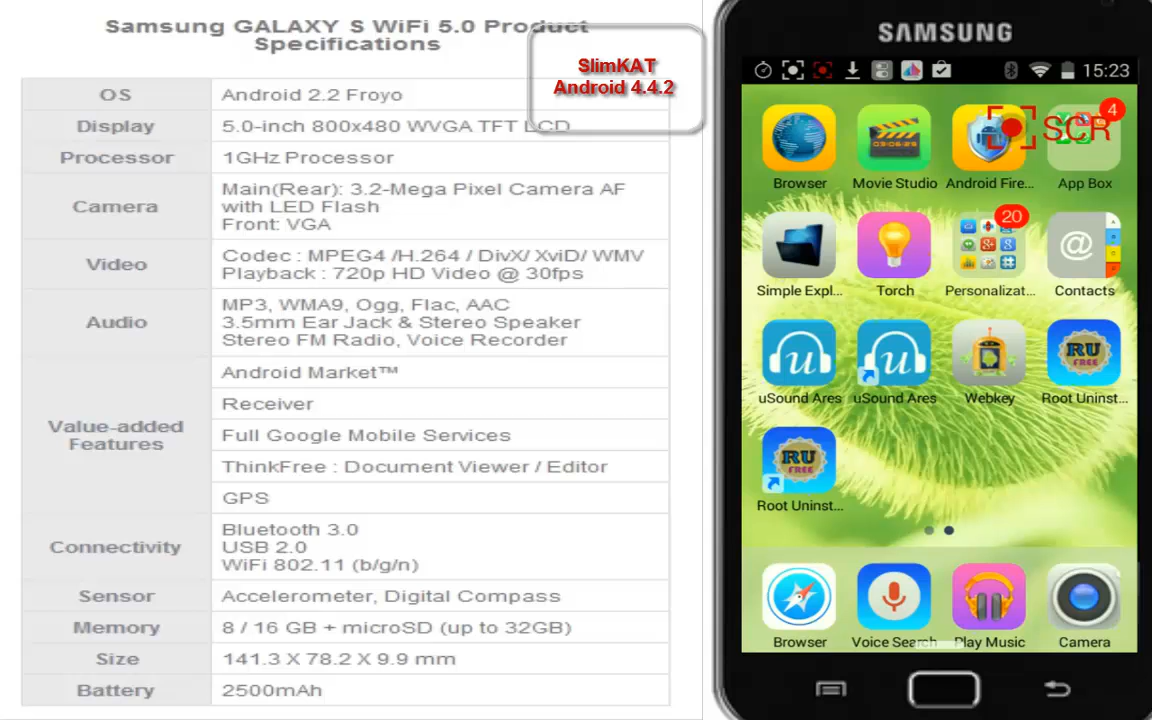 Samsung GALAXY S WiFi 5.0 Product
Specifications
SlimKAT
Android 4.4.2
OS
Android 2.2 Froyo
Display
5.0-inch 800x480 WVGA TFT LCD
Processor
1GHz Processor
Camera
Main(Rear): 3.2-Mega Pixel Camera AF
with LED Flash
Front: VGA
Video
Codec : MPEG4 /H.264 / DivX/ XviD/ WMV
Playback : 720p HD Video @ 30fps
Audio
MP3, WMA9, Ogg, Flac, AAC
3.5mm Ear Jack & Stereo Speaker
Stereo FM Radio, Voice Recorder
Value-added
Features
Android Market™
Receiver
Full Google Mobile Services
ThinkFree : Document Viewer / Editor
GPS
Connectivity
Bluetooth 3.0
USB 2.0
WiFi 802.11 (b/g/n)
Sensor
Accelerometer, Digital Compass
Memory
8 / 16 GB + microSD (up to 32GB)
Size
141.3 X 78.2 X 9.9 mm
Battery
2500mAh
SAMSUNG
15:23
SCR
4
Browser
Movie Studio
Android Fire...
App Box
20
@
Simple Expl...
Torch
Personalizat...
Contacts
u
u
RU
FREE
uSound Ares
uSound Ares
Webkey
Root Uninst...
RU
FREE
Root Uninst...
Browser
Voice Search
Play Music
Camera